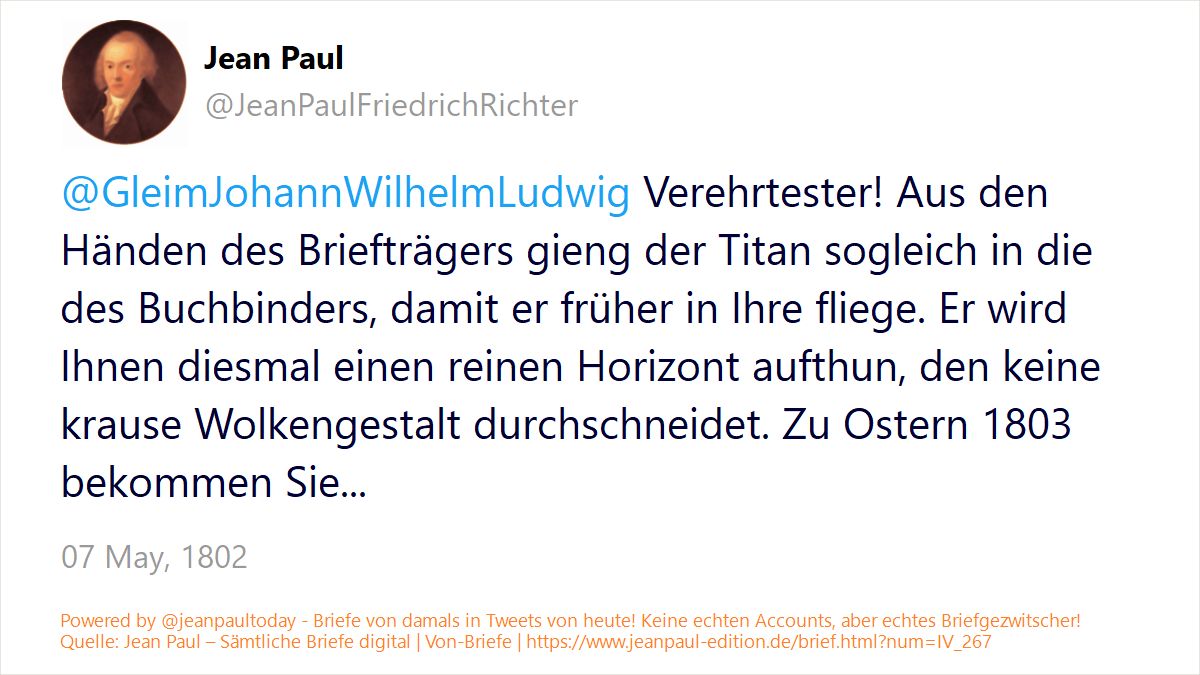 Jean Paul
@JeanPaulFriedrichRichter
@GleimJohannWilhelmLudwig Verehrtester! Aus den
Händen des Briefträgers gieng der Titan sogleich in die
des Buchbinders, damit er früher in Ihre fliege. Er wird
Ihnen diesmal einen reinen Horizont aufthun, den keine
krause Wolkengestalt durchschneidet. Zu Ostern 1803
bekommen Sie...
07 May, 1802
Powered by @jeanpaultoday - Briefe von damals in Tweets von heute! Keine echten Accounts, aber echtes Briefgezwitscher!
Quelle: Jean Paul – Sämtliche Briefe digital | Von-Briefe | https://www.jeanpaul-edition.de/brief.html?num=IV_267